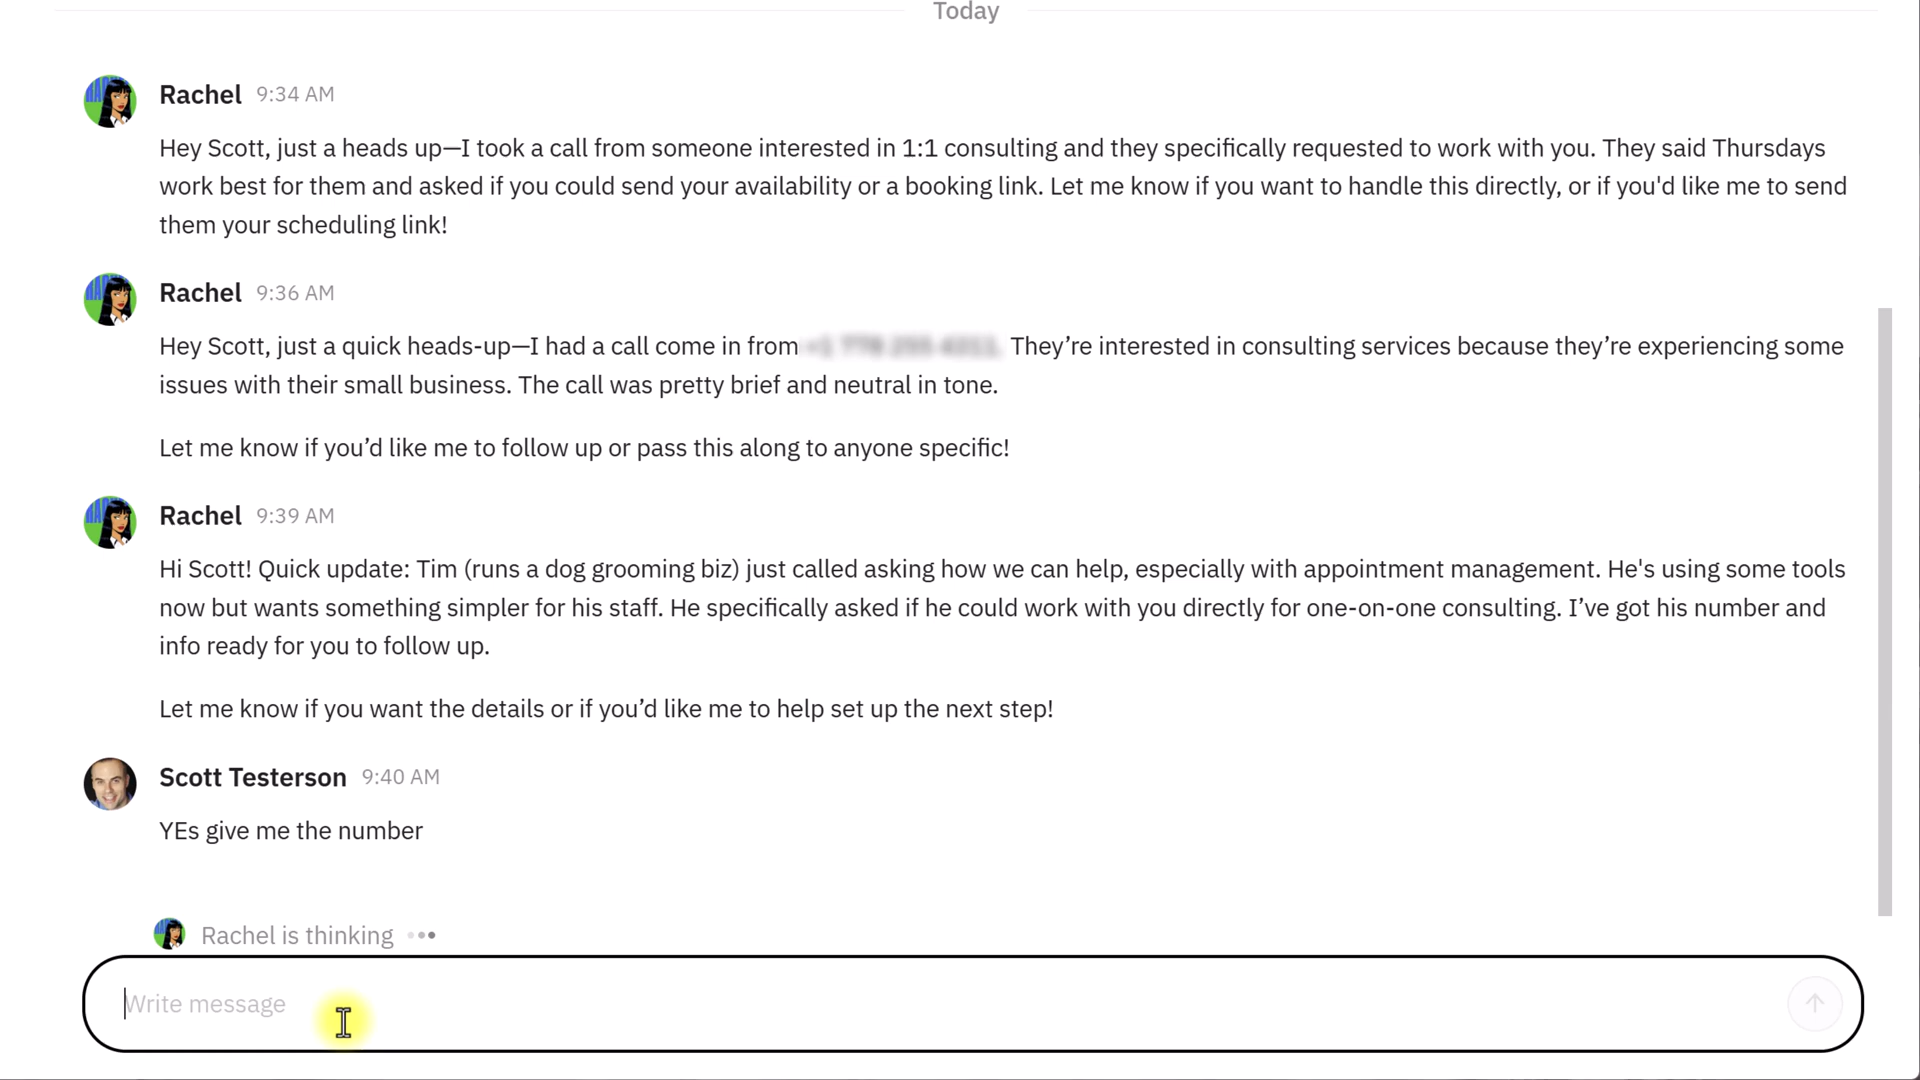 Today
Rachel 9:34 AM
Hey Scott, just a heads up—I took a call from someone interested in 1:1 consulting and they specifically requested to work with you. They said Thursdays
work best for them and asked if you could send your availability or a booking link. Let me know if you want to handle this directly, or if you'd like me to send
them your scheduling link!
Rachel 9:36 AM
Hey Scott, just a quick heads-up—I had a call come in from They’re interested in consulting services because they’re experiencing some
issues with their small business. The call was pretty brief and neutral in tone.
Let me know if you’d like me to follow up or pass this along to anyone specific!
Rachel 9:39 AM
Hi Scott! Quick update: Tim (runs a dog grooming biz) just called asking how we can help, especially with appointment management. He's using some tools
now but wants something simpler for his staff. He specifically asked if he could work with you directly for one-on-one consulting. I’ve got his number and
info ready for you to follow up.
Let me know if you want the details or if you’d like me to help set up the next step!
Scott Testerson 9:40 AM
YEs give me the number
Rachel is thinking
Write message